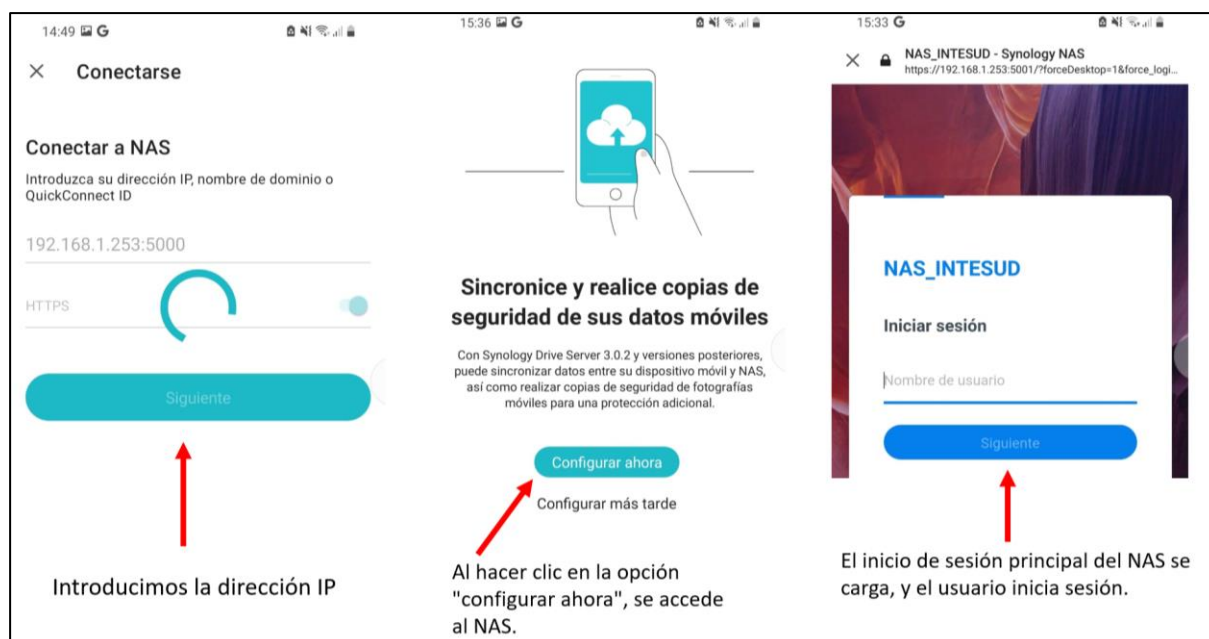 14:49 G
Conectarse
Conectar a NAS
Introduzca su dirección IP, nombre de dominio o
QuickConnect ID
192.168.1.253:5000
HTTPS
Siguiente
Introducimos la dirección IP
15:36 G
Sincronice y realice copias de
seguridad de sus datos móviles
Con Synology Drive Server 3.0.2 y versiones posteriores,
puede sincronizar datos entre su dispositivo móvil y NAS,
así como realizar copias de seguridad de fotografías
móviles para una protección adicional.
Configurar ahora
Configurar más tarde
Al hacer clic en la opción
"configurar ahora", se accede
al NAS.
15:33 G
NAS_INTESUD - Synology NAS
https://192.168.1.253:5001/?forceDesktop=1&force_logi...
NAS_INTESUD
Iniciar sesión
Nombre de usuario
Siguiente
El inicio de sesión principal del NAS se
carga, y el usuario inicia sesión.